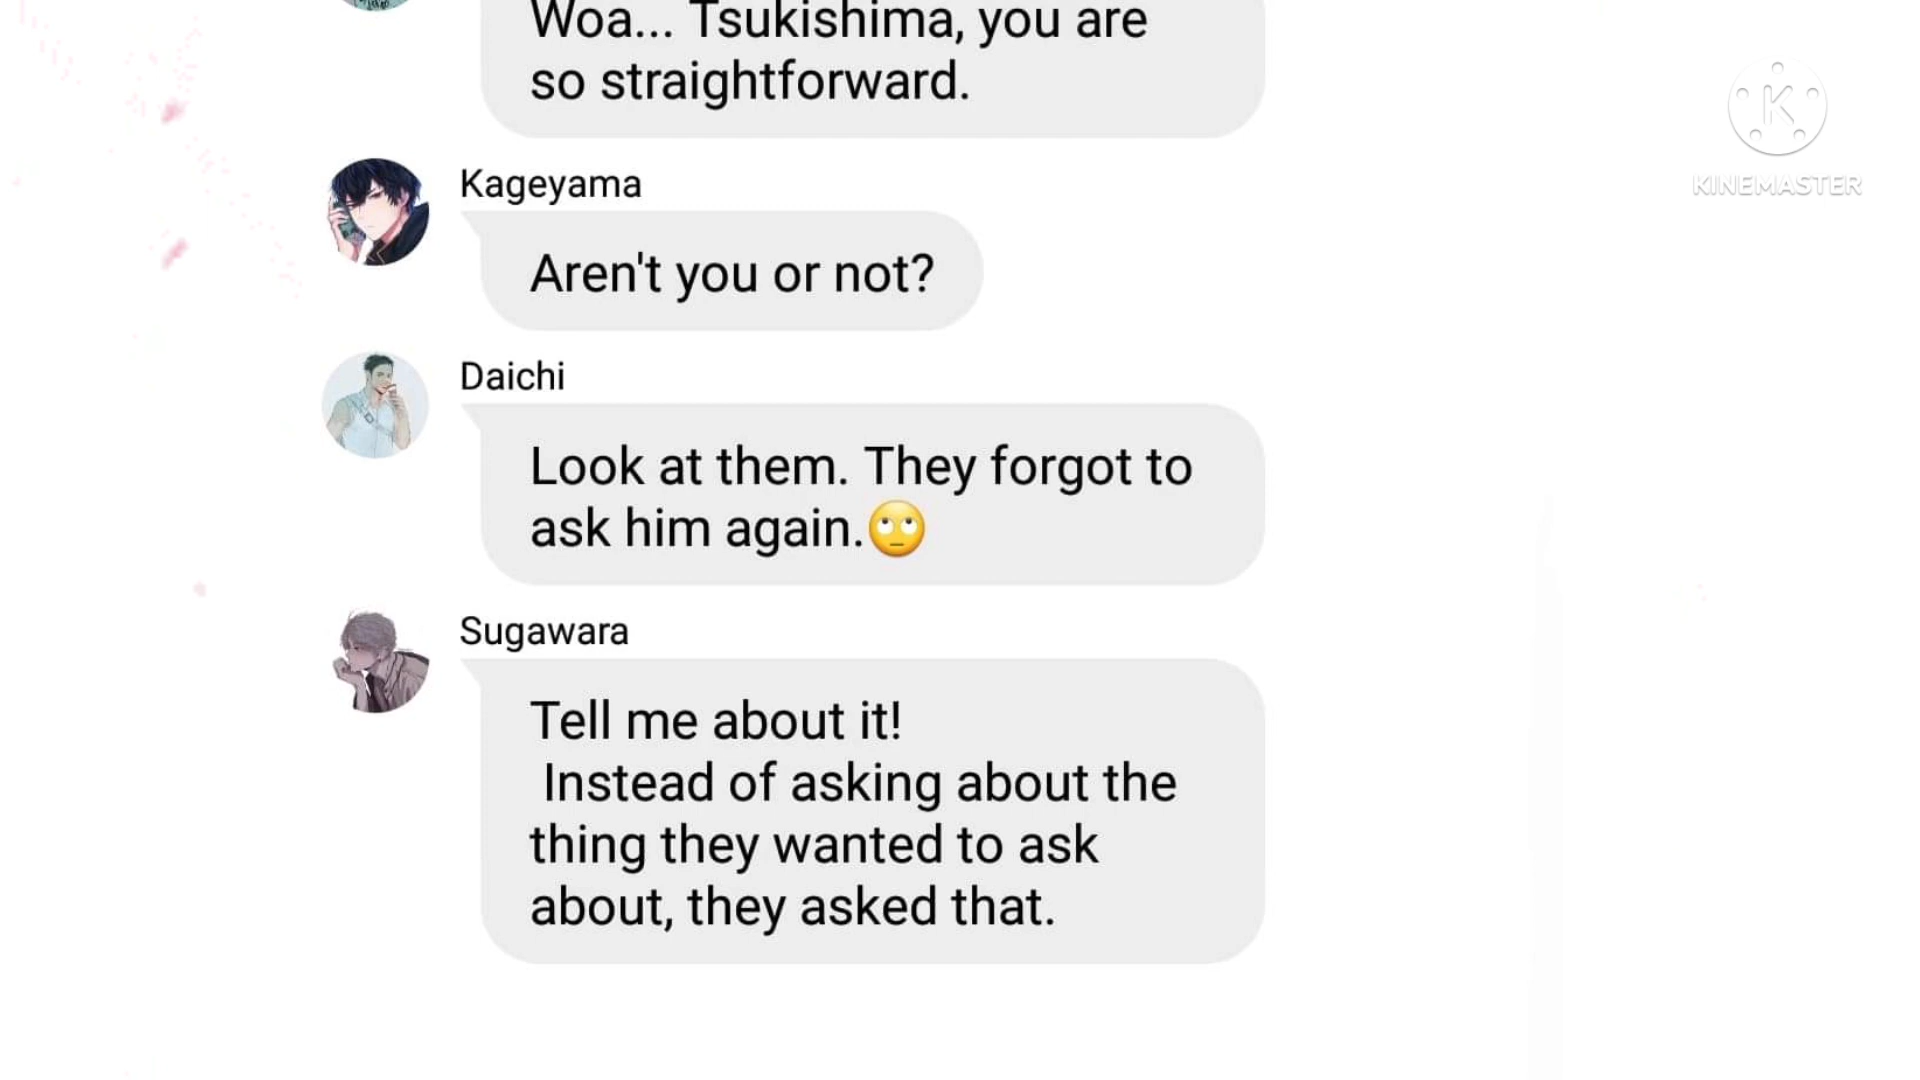 Woa... Tsukishima, you are
so straightforward.
Kageyama
Aren't you or not?
Daichi
Look at them. They forgot to
ask him again.🙄
Sugawara
Tell me about it!
Instead of asking about the
thing they wanted to ask
about, they asked that.
K
KINEMASTER